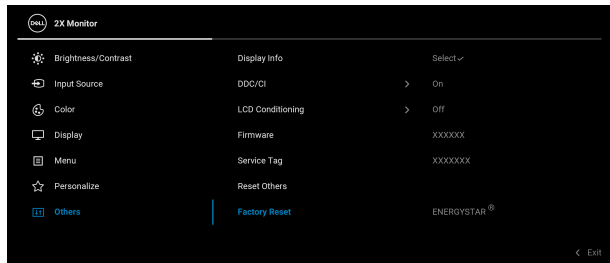 DELL 2X Monitor
Brightness/Contrast Display Info Select✓
Input Source DDC/CI > On
Color LCD Conditioning > Off
Display Firmware XXXXXX
Menu Service Tag XXXXXXX
Personalize Reset Others
Others Factory Reset ENERGYSTAR ®
< Exit